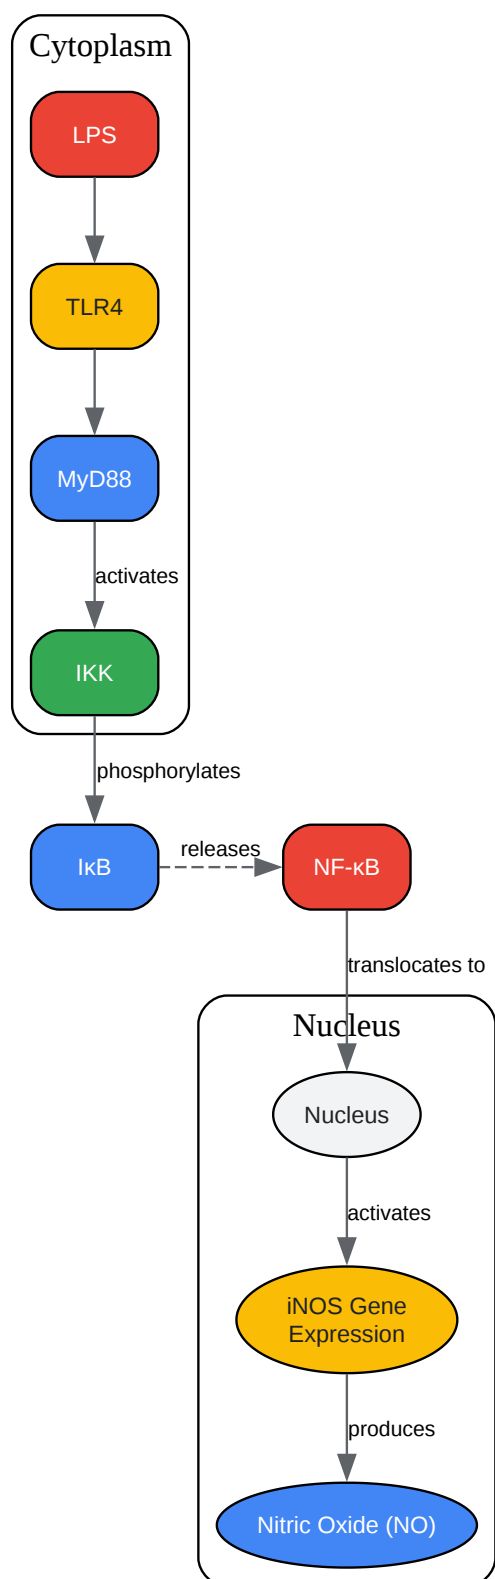 Cytoplasm
LPS
TLR4
MyD88
activates
IKK
phosphorylates
IκB
releases
NF-κB
translocates to
Nucleus
Nucleus
activates
iNOS Gene
Expression
produces
Nitric Oxide (NO)